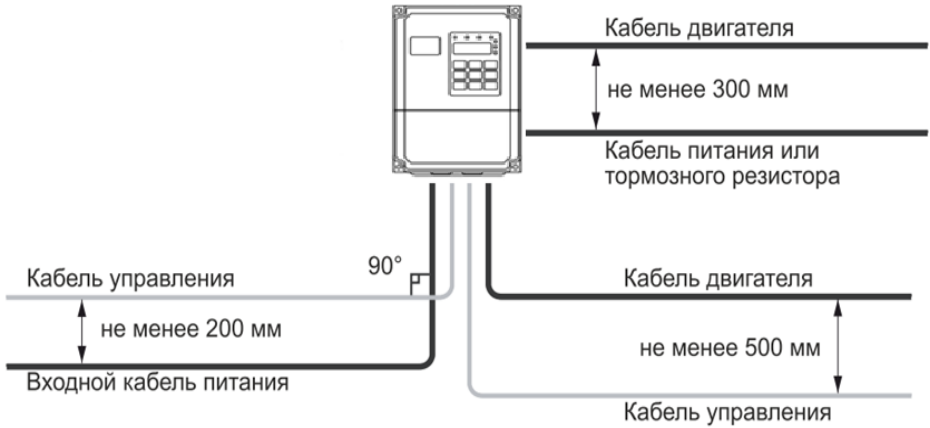 Кабель двигателя
не менее 300 мм
Кабель питания или
тормозного резистора
90°
Кабель управления
не менее 200 мм
Входной кабель питания
Кабель двигателя
не менее 500 мм
Кабель управления